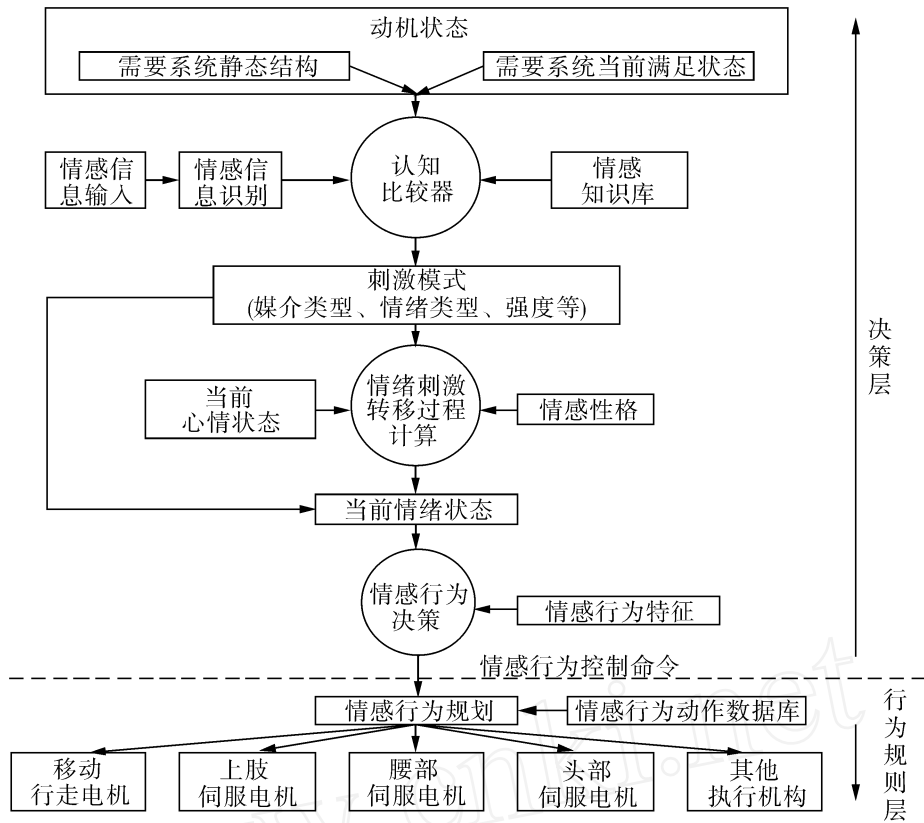 动机状态
需要系统静态结构
需要系统当前满足状态
认知
比较器
情感信
息输入
情感信
息识别
情感
知识库
刺激模式
(媒介类型、情绪类型、强度等)
当前
心情状态
情绪刺激
转移过程
计算
情感性格
当前情绪状态
情感行为
决策
情感行为特征
决策层
情感行为控制命令
情感行为规划
情感行为动作数据库
移动
行走电机
上肢
伺服电机
腰部
伺服电机
头部
伺服电机
其他
执行机构
行为规则层